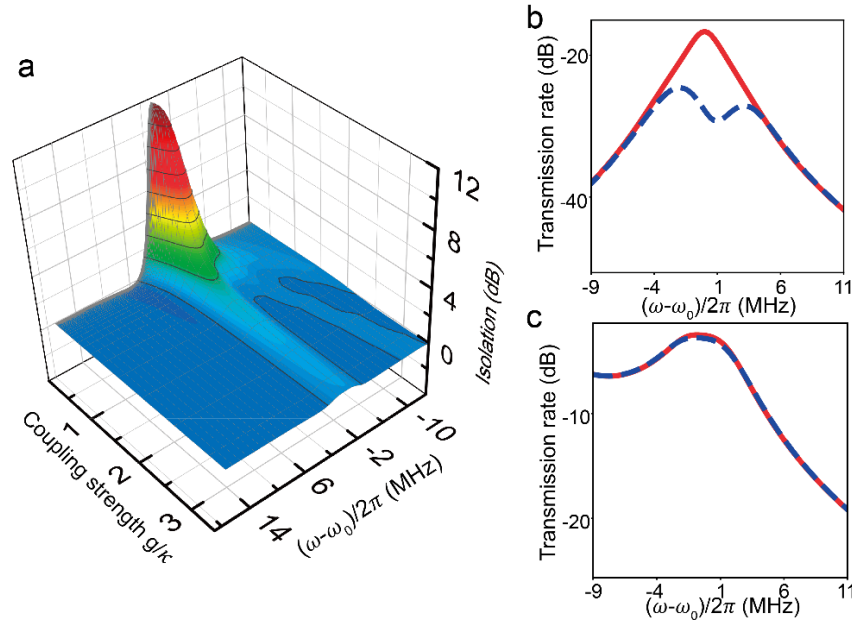 a
12
8
4
0
Isolation (dB)
1
2
3
Coupling strength g/κ
14
6
-2
-10
(ω-ω₀)/2π (MHz)
b
Transmission rate (dB)
-20
-40
-9
-4
1
6
11
(ω-ω₀)/2π (MHz)
c
Transmission rate (dB)
-10
-20
-9
-4
1
6
11
(ω-ω₀)/2π (MHz)